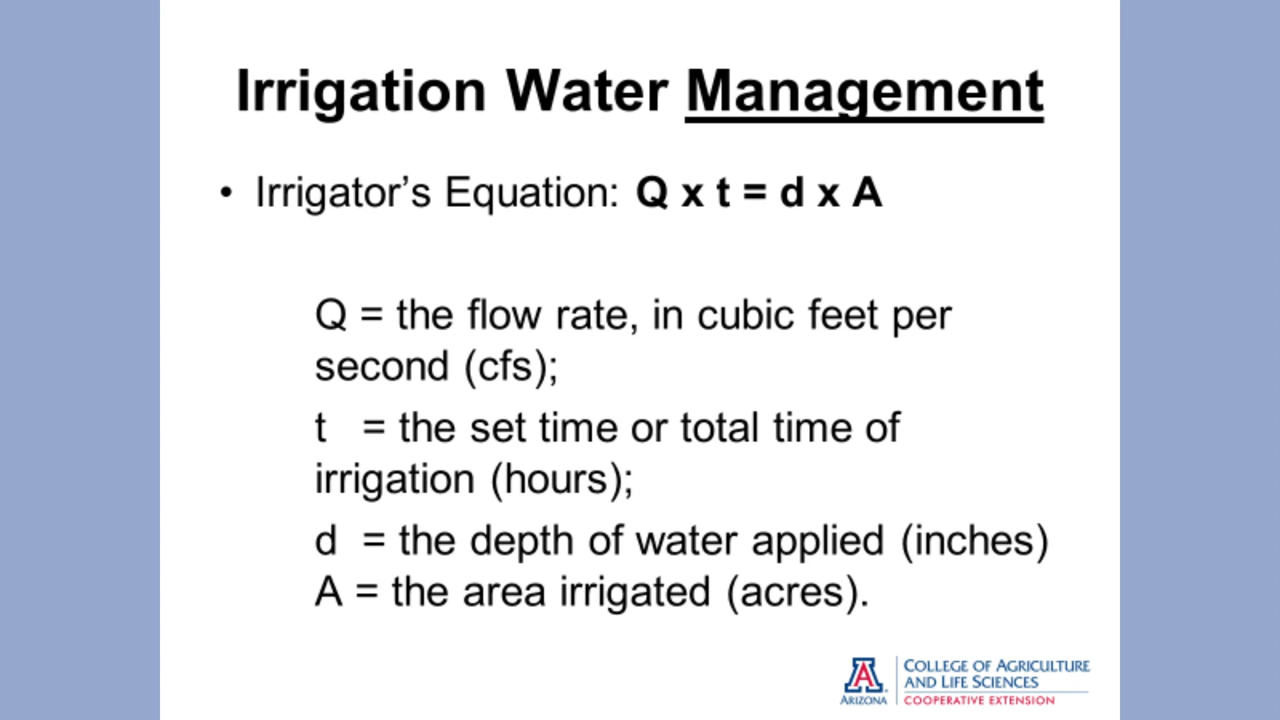 Irrigation Water Management
• Irrigator’s Equation: Q x t = d x A
Q = the flow rate, in cubic feet per
second (cfs);
t = the set time or total time of
irrigation (hours);
d = the depth of water applied (inches)
A = the area irrigated (acres).
A
ARIZONA
COLLEGE OF AGRICULTURE
AND LIFE SCIENCES
COOPERATIVE EXTENSION